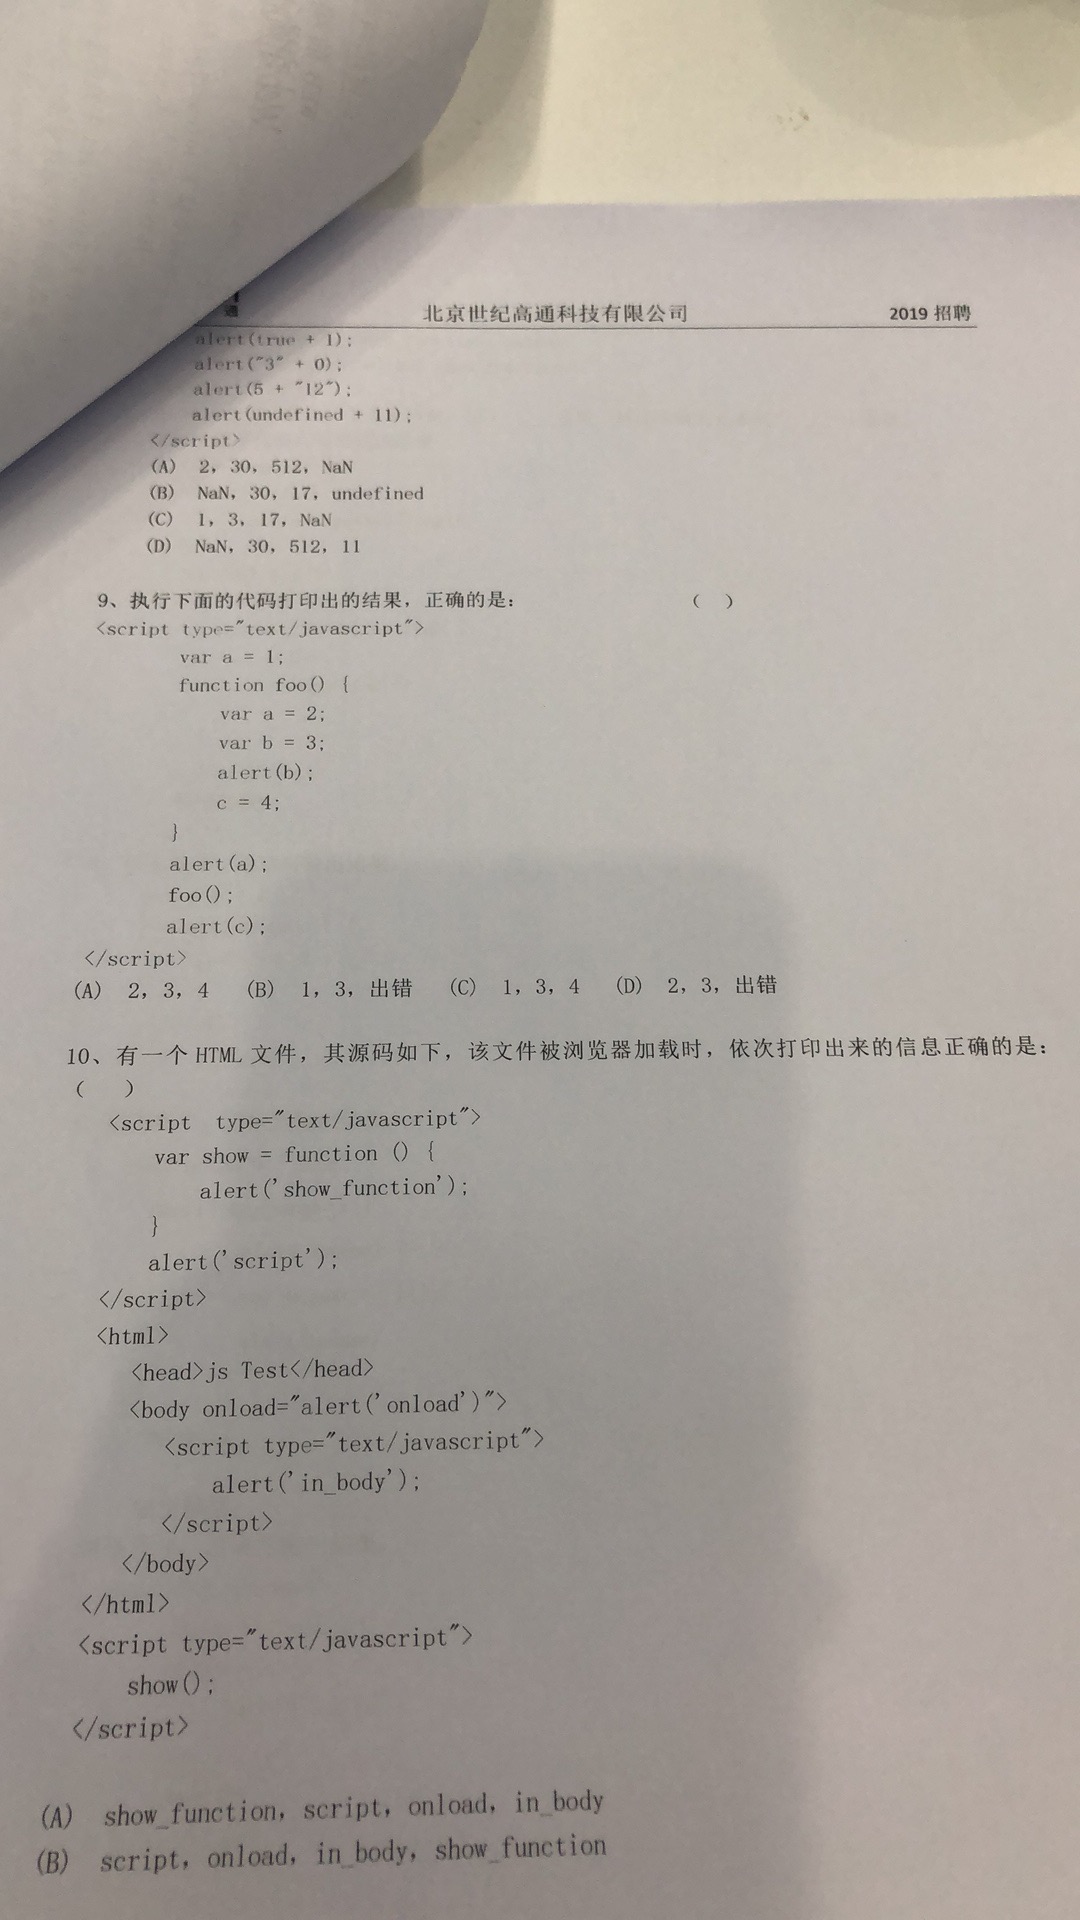 北京世纪高通科技有限公司 2019 招聘
alert(true + 1);
alert("3" + 0);
alert(5 + "12");
alert(undefined + 11);
</script>
(A) 2, 30, 512, NaN
(B) NaN, 30, 17, undefined
(C) 1, 3, 17, NaN
(D) NaN, 30, 512, 11
9、执行下面的代码打印出的结果，正确的是： （ ）
<script type="text/javascript">
var a = 1;
function foo() {
var a = 2;
var b = 3;
alert(b);
c = 4;
}
alert(a);
foo();
alert(c);
</script>
(A) 2, 3, 4 (B) 1, 3, 出错 (C) 1, 3, 4 (D) 2, 3, 出错
10、有一个 HTML 文件，其源码如下，该文件被浏览器加载时，依次打印出来的信息正确的是：
（ ）
<script type="text/javascript">
var show = function () {
alert('show_function');
}
alert('script');
</script>
<html>
<head>js Test</head>
<body onload="alert('onload')">
<script type="text/javascript">
alert('in_body');
</script>
</body>
</html>
<script type="text/javascript">
show();
</script>
(A) show_function, script, onload, in_body
(B) script, onload, in_body, show_function